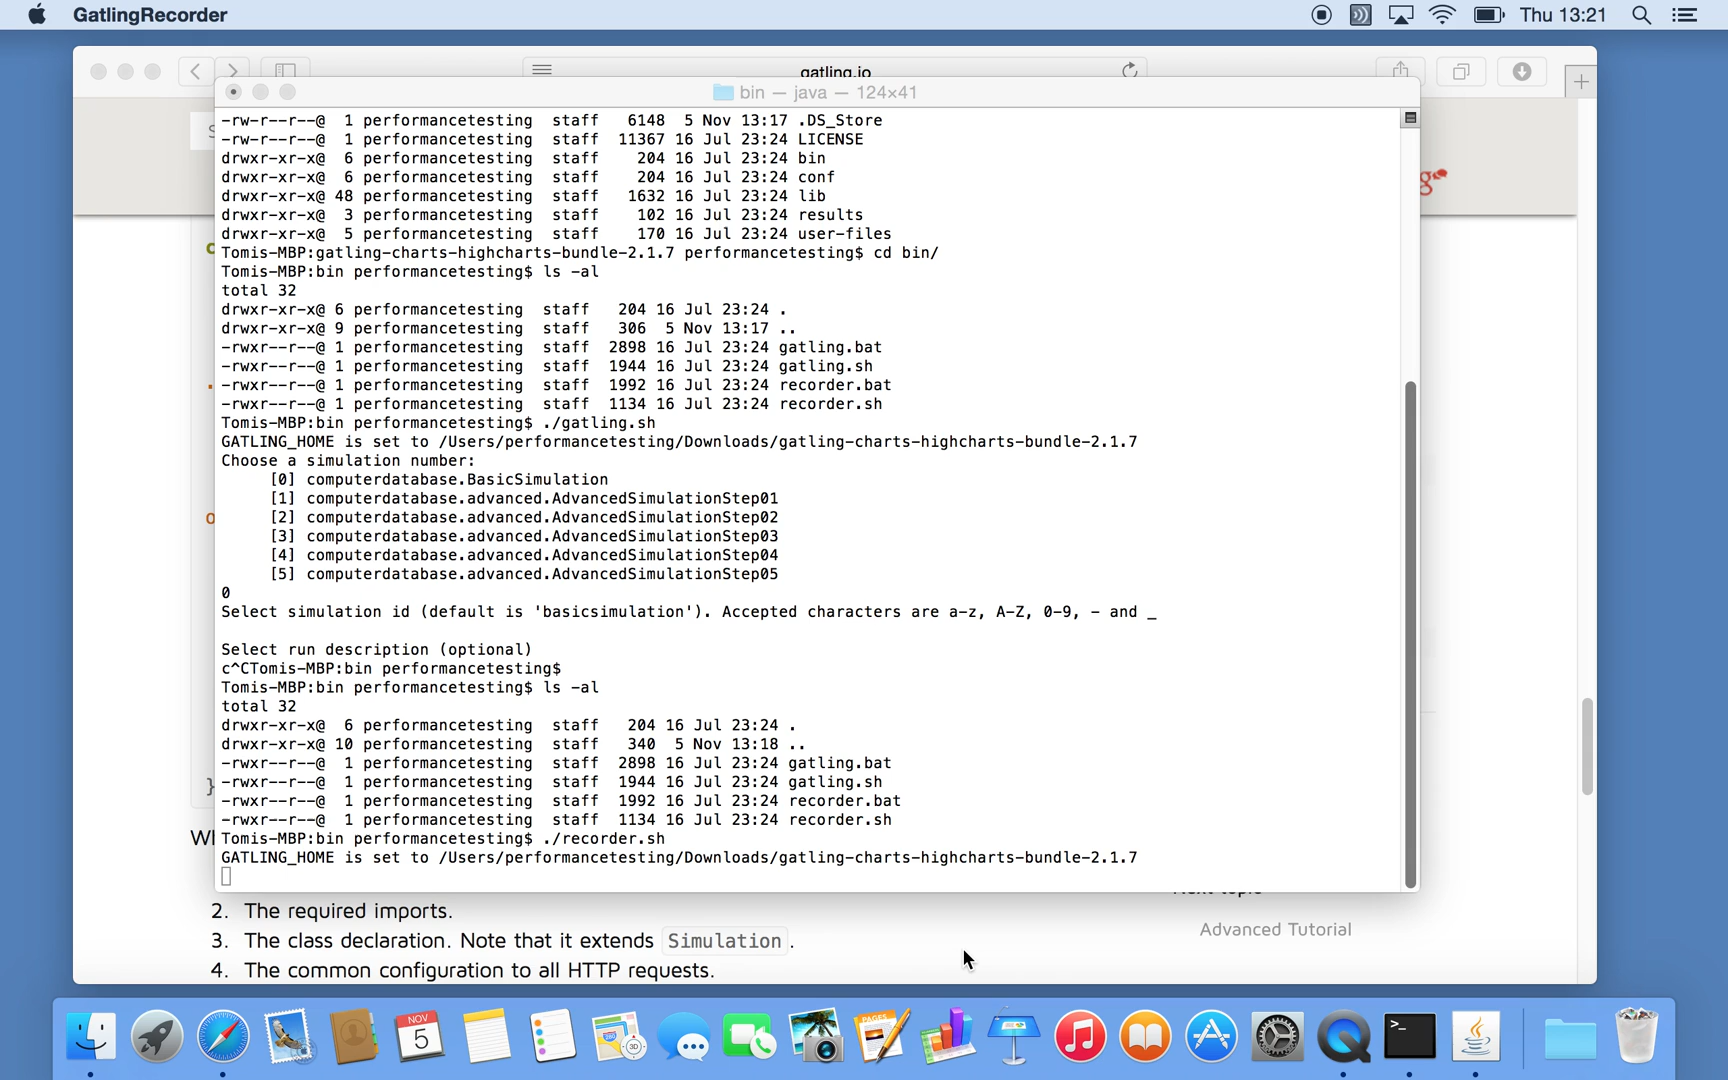 GatlingRecorder
Thu 13:21
gatling.io
bin — java — 124×41
-rw-r--r--@  1 performancetesting  staff   6148  5 Nov 13:17 .DS_Store
-rw-r--r--@  1 performancetesting  staff  11367 16 Jul 23:24 LICENSE
drwxr-xr-x@  6 performancetesting  staff    204 16 Jul 23:24 bin
drwxr-xr-x@  6 performancetesting  staff    204 16 Jul 23:24 conf
drwxr-xr-x@ 48 performancetesting  staff   1632 16 Jul 23:24 lib
drwxr-xr-x@  3 performancetesting  staff    102 16 Jul 23:24 results
drwxr-xr-x@  5 performancetesting  staff    170 16 Jul 23:24 user-files
Tomis-MBP:gatling-charts-highcharts-bundle-2.1.7 performancetesting$ cd bin/
Tomis-MBP:bin performancetesting$ ls -al
total 32
drwxr-xr-x@ 6 performancetesting  staff   204 16 Jul 23:24 .
drwxr-xr-x@ 9 performancetesting  staff   306  5 Nov 13:17 ..
-rwxr--r--@ 1 performancetesting  staff  2898 16 Jul 23:24 gatling.bat
-rwxr--r--@ 1 performancetesting  staff  1944 16 Jul 23:24 gatling.sh
-rwxr--r--@ 1 performancetesting  staff  1992 16 Jul 23:24 recorder.bat
-rwxr--r--@ 1 performancetesting  staff  1134 16 Jul 23:24 recorder.sh
Tomis-MBP:bin performancetesting$ ./gatling.sh
GATLING_HOME is set to /Users/performancetesting/Downloads/gatling-charts-highcharts-bundle-2.1.7
Choose a simulation number:
[0] computerdatabase.BasicSimulation
[1] computerdatabase.advanced.AdvancedSimulationStep01
[2] computerdatabase.advanced.AdvancedSimulationStep02
[3] computerdatabase.advanced.AdvancedSimulationStep03
[4] computerdatabase.advanced.AdvancedSimulationStep04
[5] computerdatabase.advanced.AdvancedSimulationStep05
0
Select simulation id (default is 'basicsimulation'). Accepted characters are a-z, A-Z, 0-9, - and _
Select run description (optional)
c^CTomis-MBP:bin performancetesting$
Tomis-MBP:bin performancetesting$ ls -al
total 32
drwxr-xr-x@  6 performancetesting  staff   204 16 Jul 23:24 .
drwxr-xr-x@ 10 performancetesting  staff   340  5 Nov 13:18 ..
-rwxr--r--@  1 performancetesting  staff  2898 16 Jul 23:24 gatling.bat
-rwxr--r--@  1 performancetesting  staff  1944 16 Jul 23:24 gatling.sh
-rwxr--r--@  1 performancetesting  staff  1992 16 Jul 23:24 recorder.bat
-rwxr--r--@  1 performancetesting  staff  1134 16 Jul 23:24 recorder.sh
Tomis-MBP:bin performancetesting$ ./recorder.sh
GATLING_HOME is set to /Users/performancetesting/Downloads/gatling-charts-highcharts-bundle-2.1.7
2. The required imports.
3. The class declaration. Note that it extends Simulation.
4. The common configuration to all HTTP requests.
Advanced Tutorial
NOV
5
PAGES
3D
>_